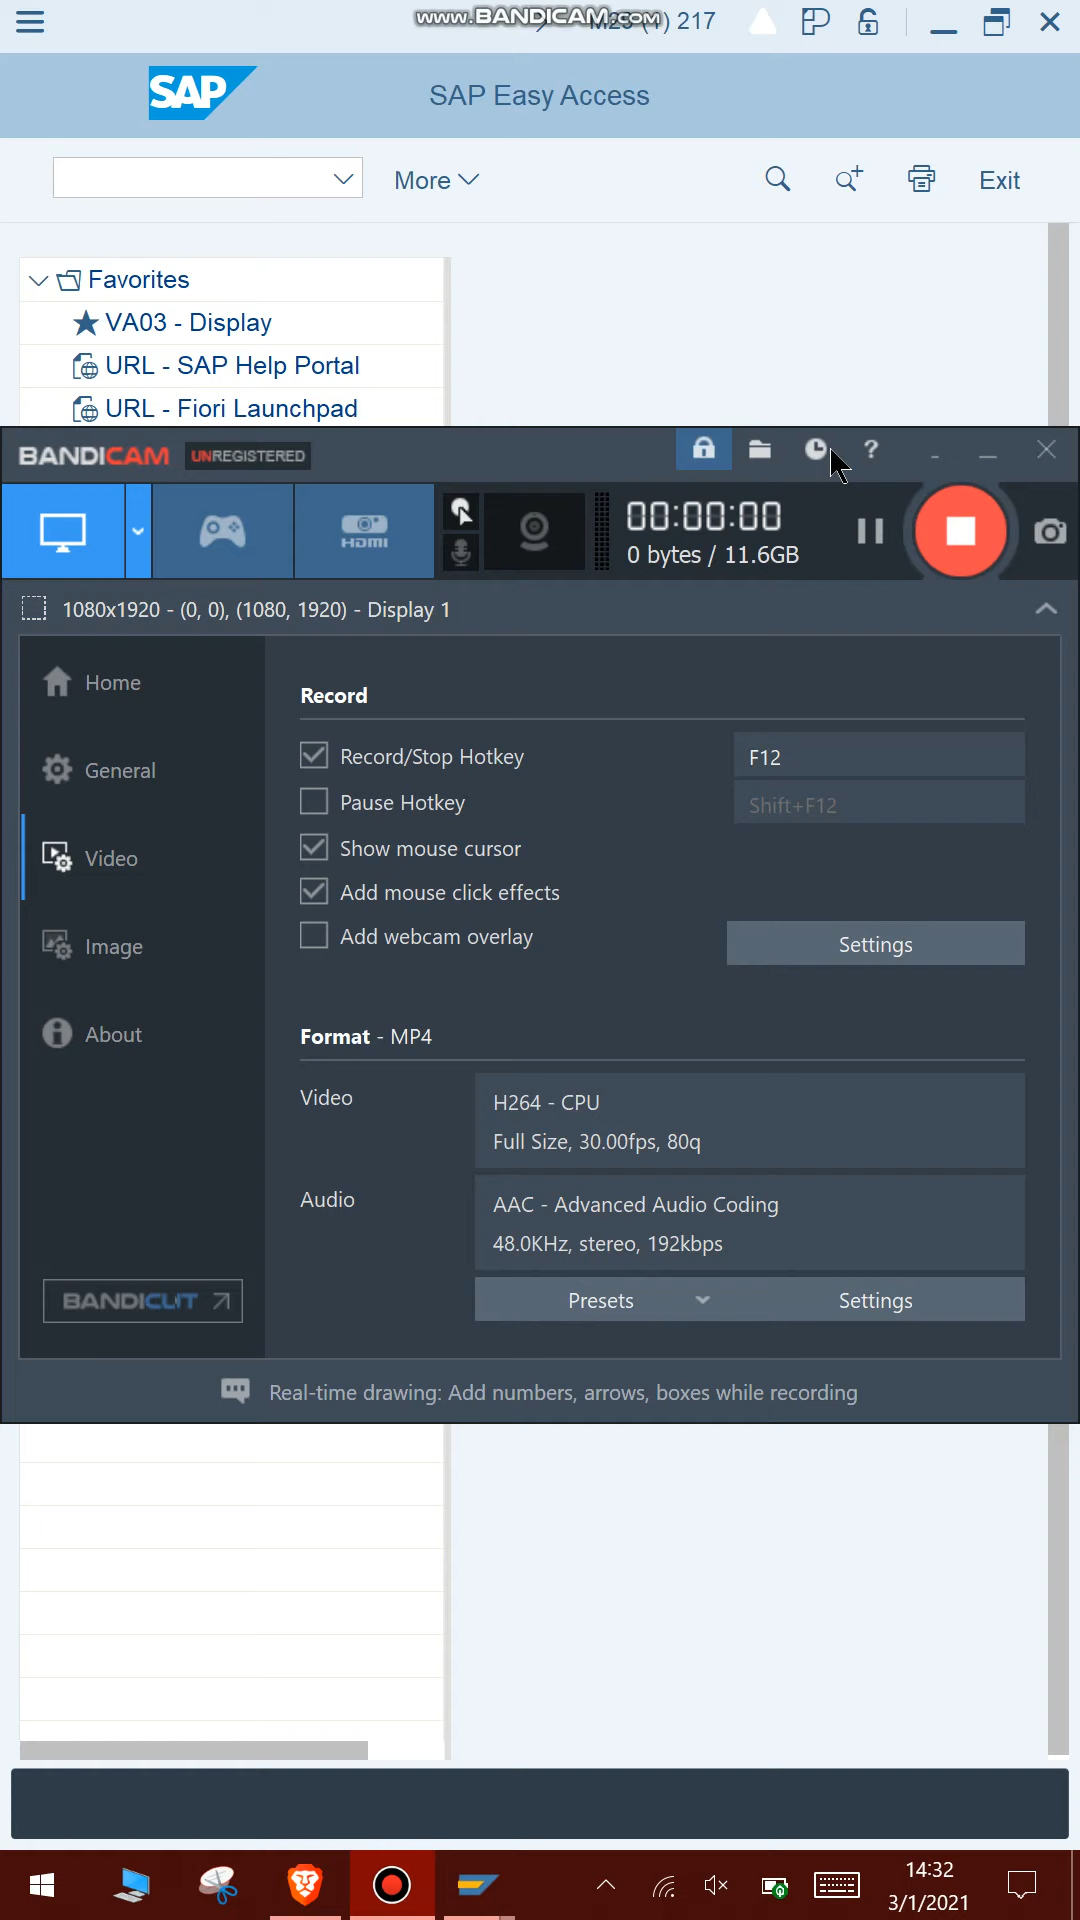 www.BANDICAM.com
(1) 217
SAP
SAP Easy Access
More
Exit
Favorites
VA03 - Display
URL - SAP Help Portal
URL - Fiori Launchpad
BANDICAM UNREGISTERED
?
HDMI
00:00:00
0 bytes / 11.6GB
1080x1920 - (0, 0), (1080, 1920) - Display 1
Home
General
Video
Image
About
BANDICUT
Record
Record/Stop Hotkey F12
Pause Hotkey Shift+F12
Show mouse cursor
Add mouse click effects
Add webcam overlay Settings
Format - MP4
Video H264 - CPU
Full Size, 30.00fps, 80q
Audio AAC - Advanced Audio Coding
48.0KHz, stereo, 192kbps
Presets Settings
Real-time drawing: Add numbers, arrows, boxes while recording
14:32
3/1/2021